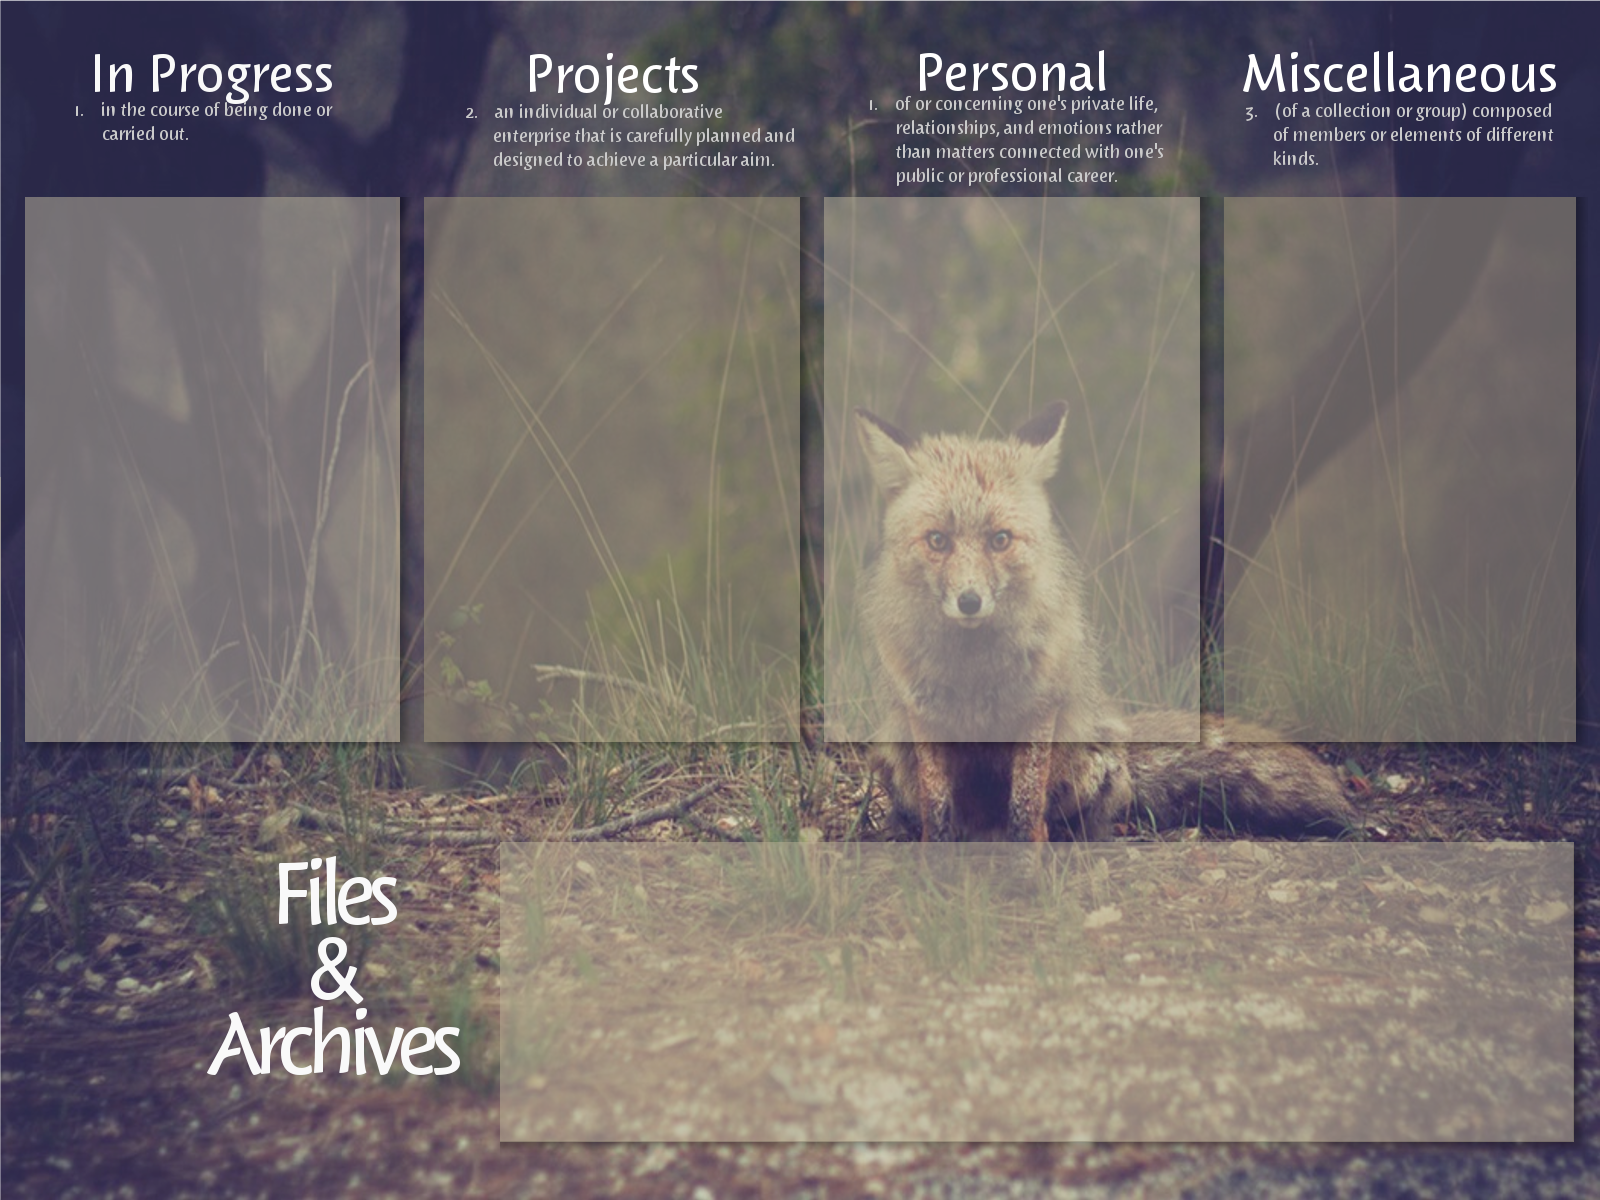 In Progress
1. in the course of being done or
carried out.
Projects
2. an individual or collaborative
enterprise that is carefully planned and
designed to achieve a particular aim.
Personal
1. of or concerning one's private life,
relationships, and emotions rather
than matters connected with one's
public or professional career.
Miscellaneous
3. (of a collection or group) composed
of members or elements of different
kinds.
Files
&
Archives